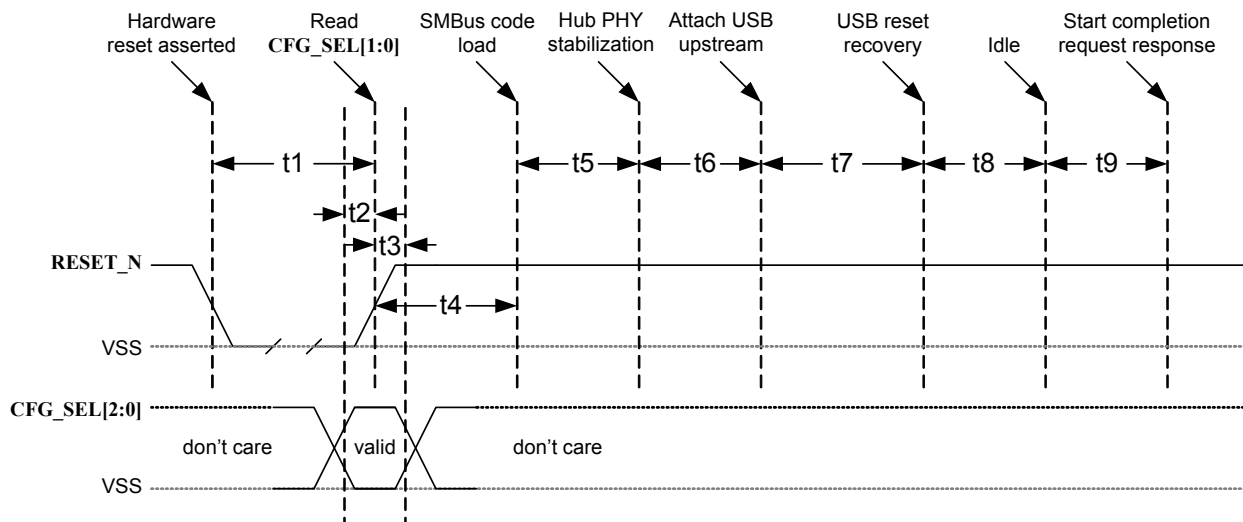 Hardware
reset asserted
Read
CFG_SEL[1:0]
SMBus code
load
Hub PHY
stabilization
Attach USB
upstream
USB reset
recovery
Idle
Start completion
request response
t1
t5
t6
t7
t8
t9
t2
t3
RESET_N
t4
VSS
CFG_SEL[2:0]
don't care
valid
don't care
VSS